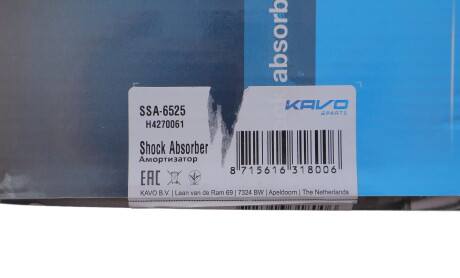 absorb
SSA-6525
H4270061
KAVO
PARTS
Shock Absorber
Амортизатор
EAC
8 715616 318006
KAVO B.V. | Laan van de Ram 69 | 7324 BW | Apeldoorn | The Netherlands